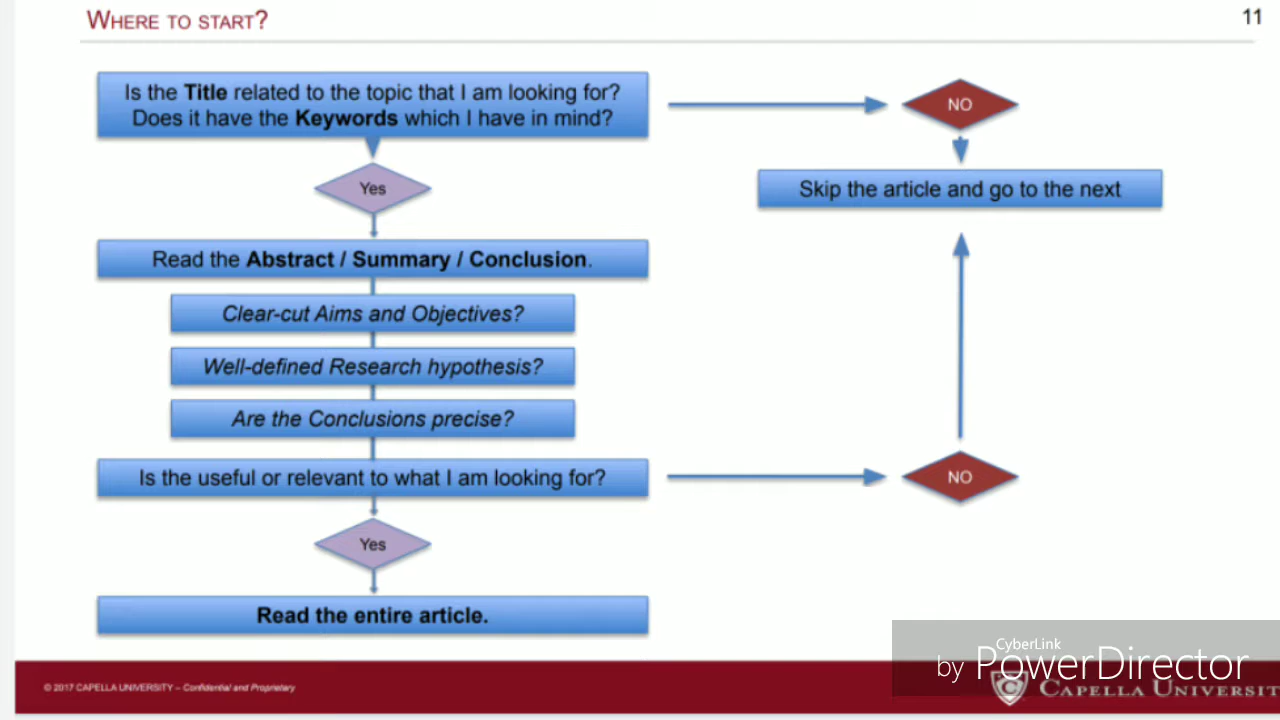 WHERE TO START?
11
Is the Title related to the topic that I am looking for?
Does it have the Keywords which I have in mind?
NO
Yes
Skip the article and go to the next
Read the Abstract / Summary / Conclusion.
Clear-cut Aims and Objectives?
Well-defined Research hypothesis?
Are the Conclusions precise?
Is the useful or relevant to what I am looking for?
NO
Yes
Read the entire article.
CyberLink
by PowerDirector
© 2017 CAPELLA UNIVERSITY – Confidential and Proprietary
CAPELLA UNIVERSIT